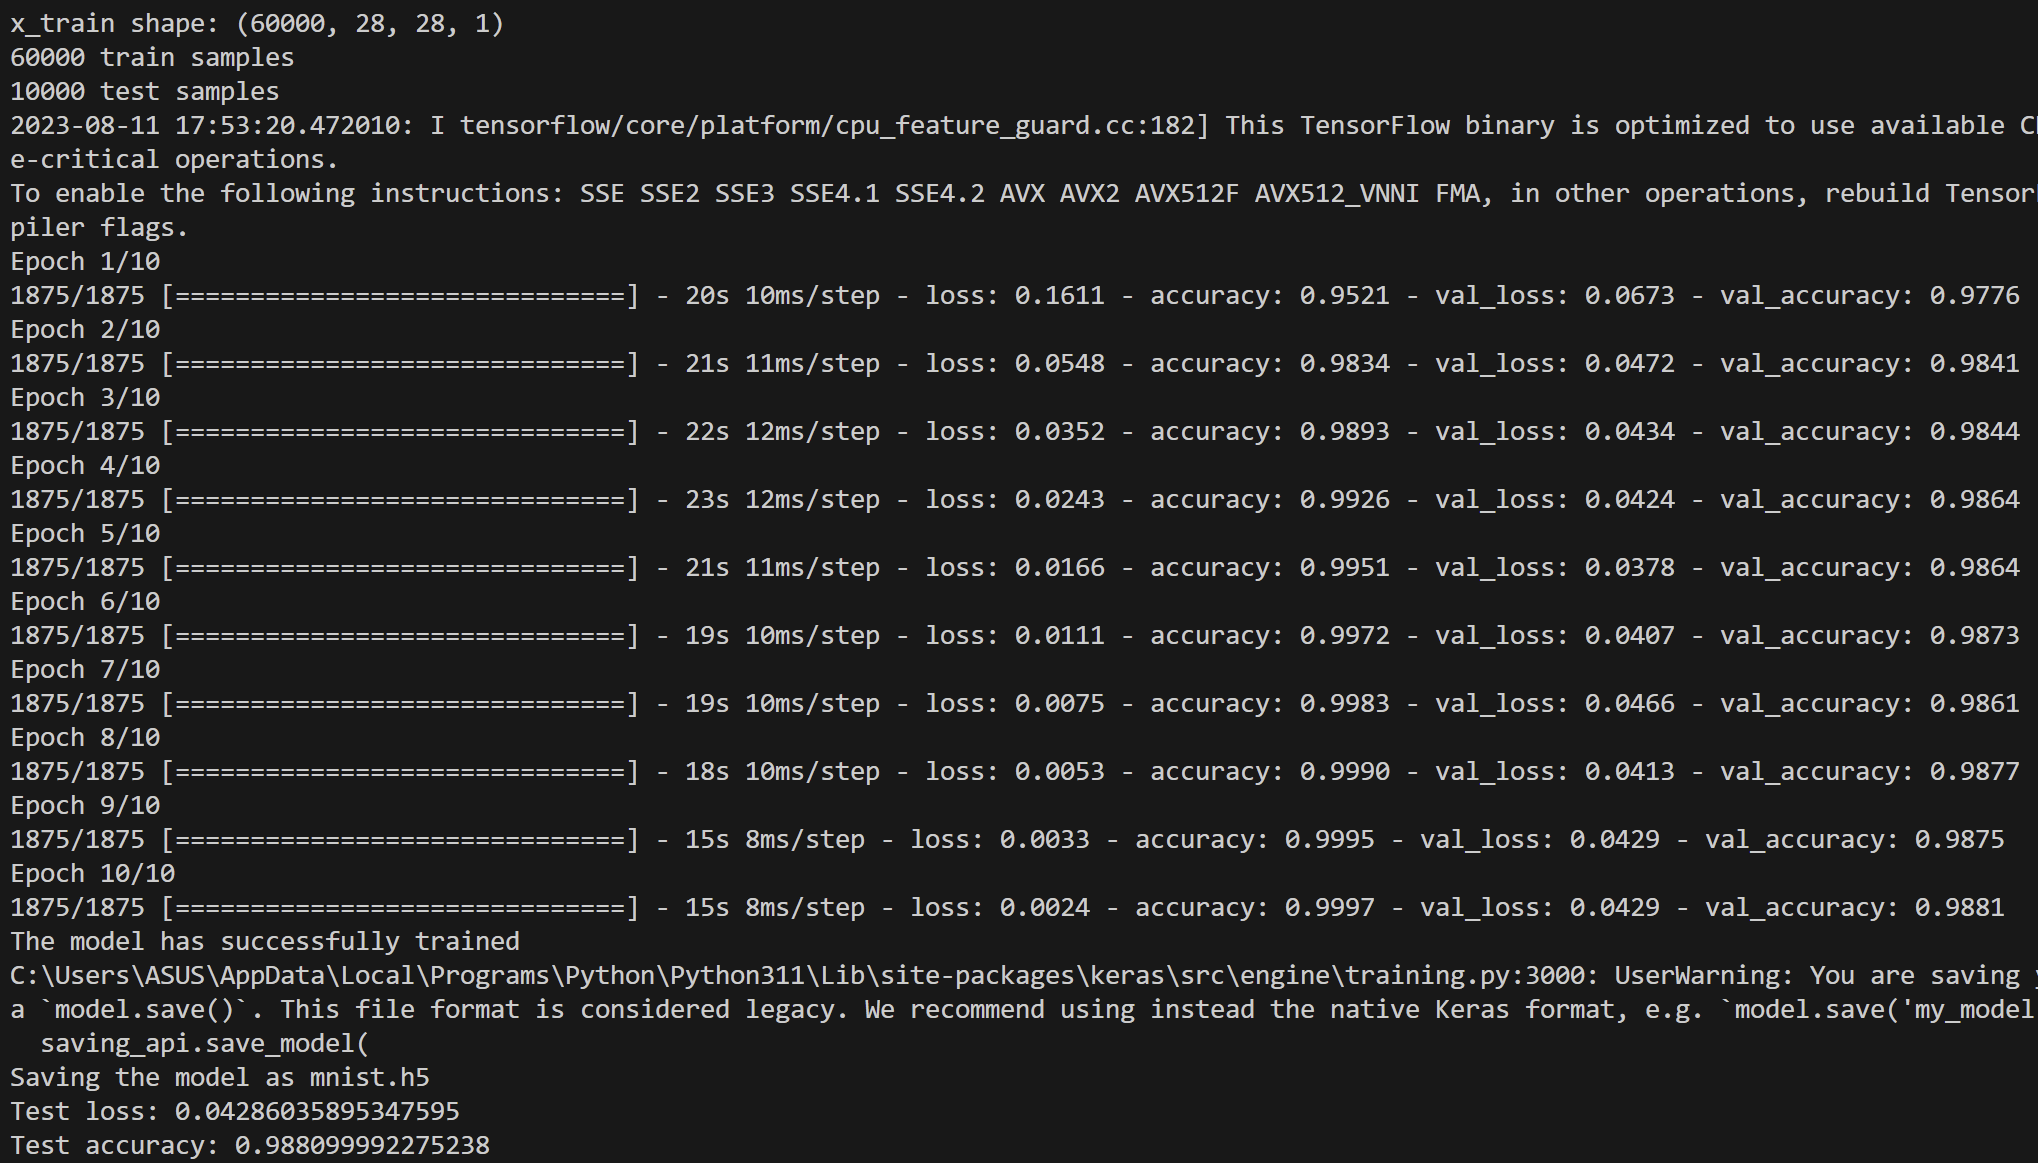 x_train shape: (60000, 28, 28, 1)
60000 train samples
10000 test samples
2023-08-11 17:53:20.472010: I tensorflow/core/platform/cpu_feature_guard.cc:182] This TensorFlow binary is optimized to use available
e-critical operations.
To enable the following instructions: SSE SSE2 SSE3 SSE4.1 SSE4.2 AVX AVX2 AVX512F AVX512_VNNI FMA, in other operations, rebuild Tensor
piler flags.
Epoch 1/10
1875/1875 [==============================] - 20s 10ms/step - loss: 0.1611 - accuracy: 0.9521 - val_loss: 0.0673 - val_accuracy: 0.9776
Epoch 2/10
1875/1875 [==============================] - 21s 11ms/step - loss: 0.0548 - accuracy: 0.9834 - val_loss: 0.0472 - val_accuracy: 0.9841
Epoch 3/10
1875/1875 [==============================] - 22s 12ms/step - loss: 0.0352 - accuracy: 0.9893 - val_loss: 0.0434 - val_accuracy: 0.9844
Epoch 4/10
1875/1875 [==============================] - 23s 12ms/step - loss: 0.0243 - accuracy: 0.9926 - val_loss: 0.0424 - val_accuracy: 0.9864
Epoch 5/10
1875/1875 [==============================] - 21s 11ms/step - loss: 0.0166 - accuracy: 0.9951 - val_loss: 0.0378 - val_accuracy: 0.9864
Epoch 6/10
1875/1875 [==============================] - 19s 10ms/step - loss: 0.0111 - accuracy: 0.9972 - val_loss: 0.0407 - val_accuracy: 0.9873
Epoch 7/10
1875/1875 [==============================] - 19s 10ms/step - loss: 0.0075 - accuracy: 0.9983 - val_loss: 0.0466 - val_accuracy: 0.9861
Epoch 8/10
1875/1875 [==============================] - 18s 10ms/step - loss: 0.0053 - accuracy: 0.9990 - val_loss: 0.0413 - val_accuracy: 0.9877
Epoch 9/10
1875/1875 [==============================] - 15s 8ms/step - loss: 0.0033 - accuracy: 0.9995 - val_loss: 0.0429 - val_accuracy: 0.9875
Epoch 10/10
1875/1875 [==============================] - 15s 8ms/step - loss: 0.0024 - accuracy: 0.9997 - val_loss: 0.0429 - val_accuracy: 0.9881
The model has successfully trained
C:\Users\ASUS\AppData\Local\Programs\Python\Python311\Lib\site-packages\keras\src\engine\training.py:3000: UserWarning: You are saving
a `model.save()`. This file format is considered legacy. We recommend using instead the native Keras format, e.g. `model.save('my_model
  saving_api.save_model(
Saving the model as mnist.h5
Test loss: 0.04286035895347595
Test accuracy: 0.988099992275238